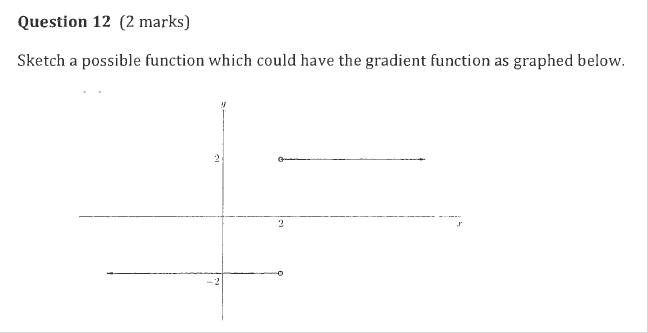 Question 12 (2 marks)
Sketch a possible function which could have the gradient function as graphed below.
y
2
2
x
-2